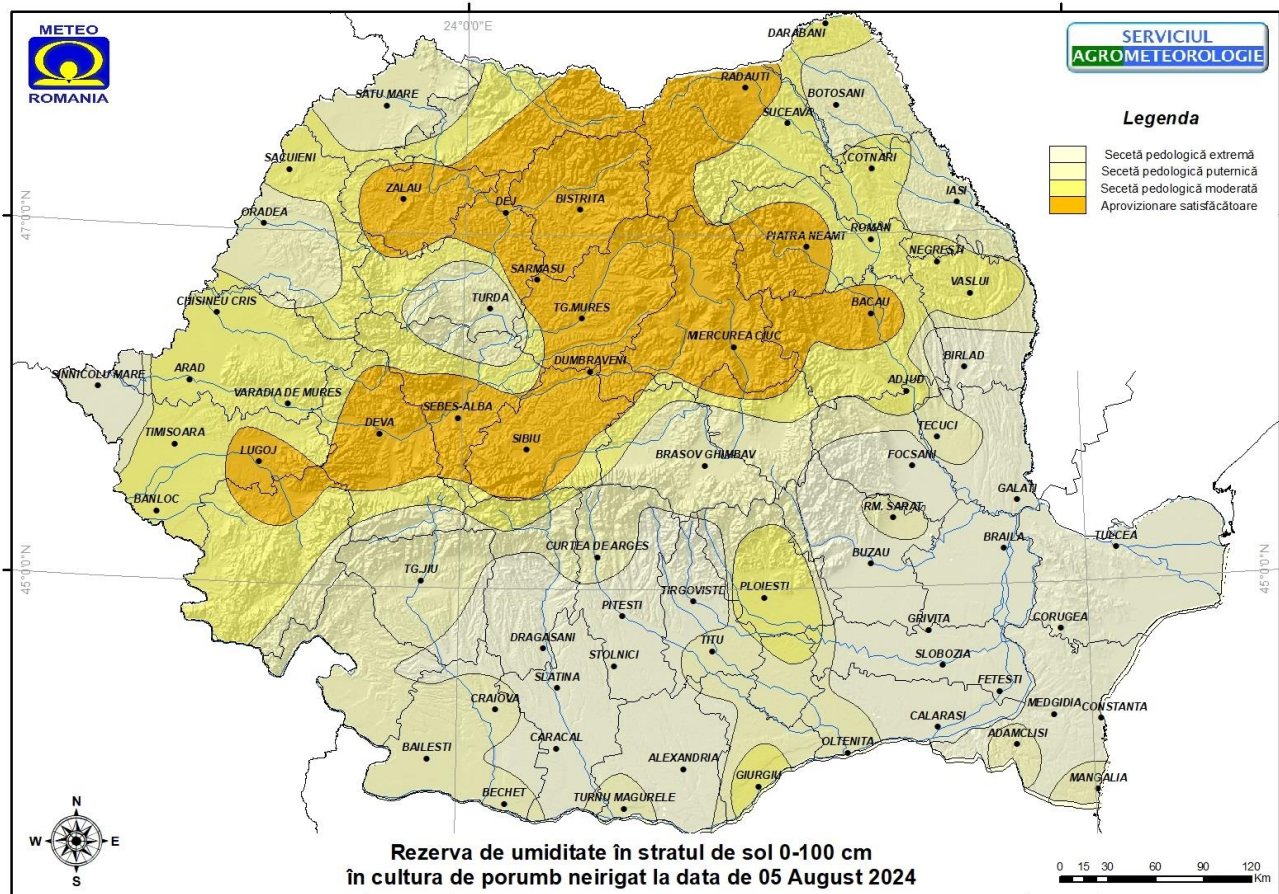 METEO
ROMANIA
24°0'0"E
SERVICIUL
AGROMETEOROLOGIE
Legenda
Secetă pedologică extremă
Secetă pedologică puternică
Secetă pedologică moderată
Aprovizionare satisfăcătoare
DARABANI
RADAUTI
SATU MARE
BOTOSANI
SUCEAVA
SACUIENI
COTNARI
ZALAU
DEJ
BISTRITA
IASI
ORADEA
47°0'0"N
PIATRA NEAMT
ROMAN
NEGRESTI
SARMASU
VASLUI
CHISINEU CRIS
TURDA
TG.MURES
BACAU
MIERCUREA CIUC
BIRLAD
DUMBRAVENI
SINNICOLU MARE
ARAD
VARADIA DE MURES
ADJUD
SEBES-ALBA
DEVA
TIMISOARA
TECUCI
LUGOJ
SIBIU
BRASOV GHIMBAV
FOCSANI
BANLOC
GALATI
RM. SARAT
BRAILA
TULCEA
CURTEA DE ARGES
BUZAU
45°0'0"N
45°0'0"N
TG.JIU
PLOIESTI
TIRGOVISTE
PITESTI
GRIVITA
CORUGEA
DRAGASANI
TITU
STOLNICI
SLOBOZIA
SLATINA
FETESTI
CRAIOVA
MEDGIDIA
CONSTANTA
CALARASI
CARACAL
BAILESTI
OLTENITA
ADAMCLISI
ALEXANDRIA
GIURGIU
MANGALIA
BECHET
TURNU MAGURELE
N
W
E
S
Rezerva de umiditate în stratul de sol 0-100 cm
în cultura de porumb neirigat la data de 05 August 2024
0 15 30 60 90 120
Km